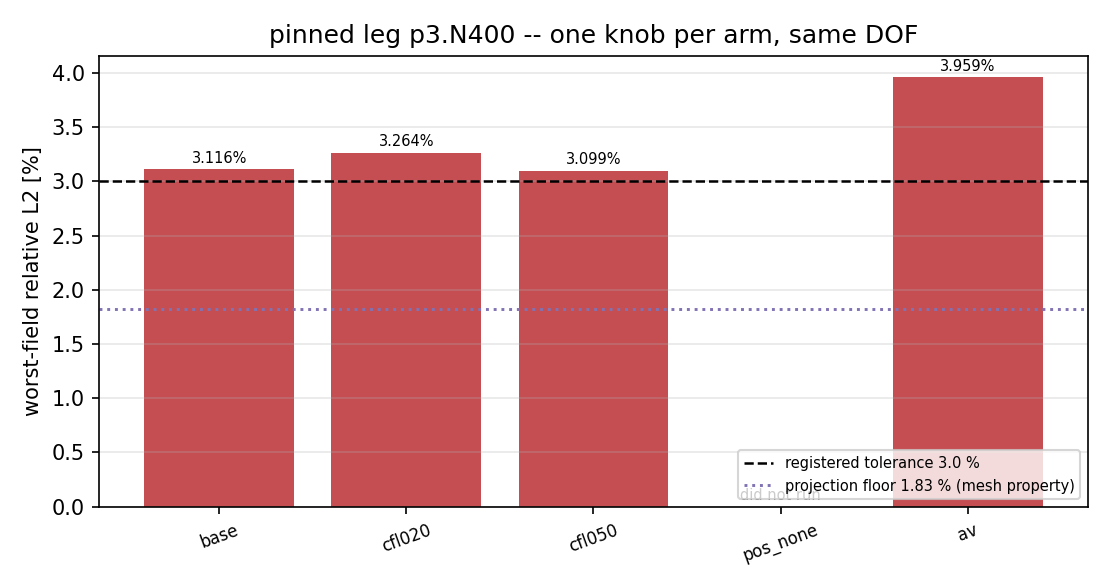 pinned leg p3.N400 -- one knob per arm, same DOF
worst-field relative L2 [%]
4.0
3.5
3.0
2.5
2.0
1.5
1.0
0.5
0.0
3.116%
3.264%
3.099%
did not run
3.959%
registered tolerance 3.0 %
projection floor 1.83 % (mesh property)
base
cfl020
cfl050
pos_none
av